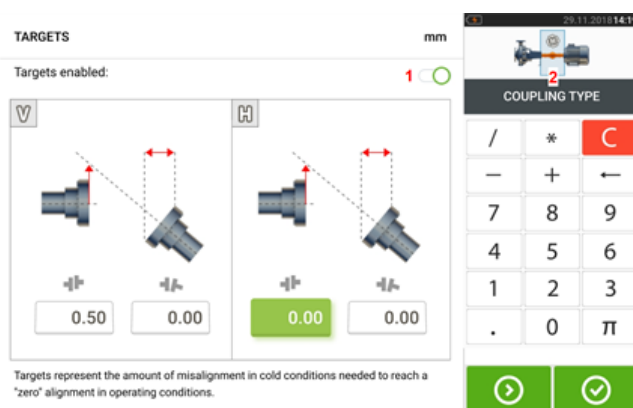 TARGETS
mm
Targets enabled:
1
V
H
0.50
0.00
0.00
0.00
Targets represent the amount of misalignment in cold conditions needed to reach a
"zero" alignment in operating conditions.
29.11.2018 14:19
2
COUPLING TYPE
/ * C
− + ←
7 8 9
4 5 6
1 2 3
. 0 π